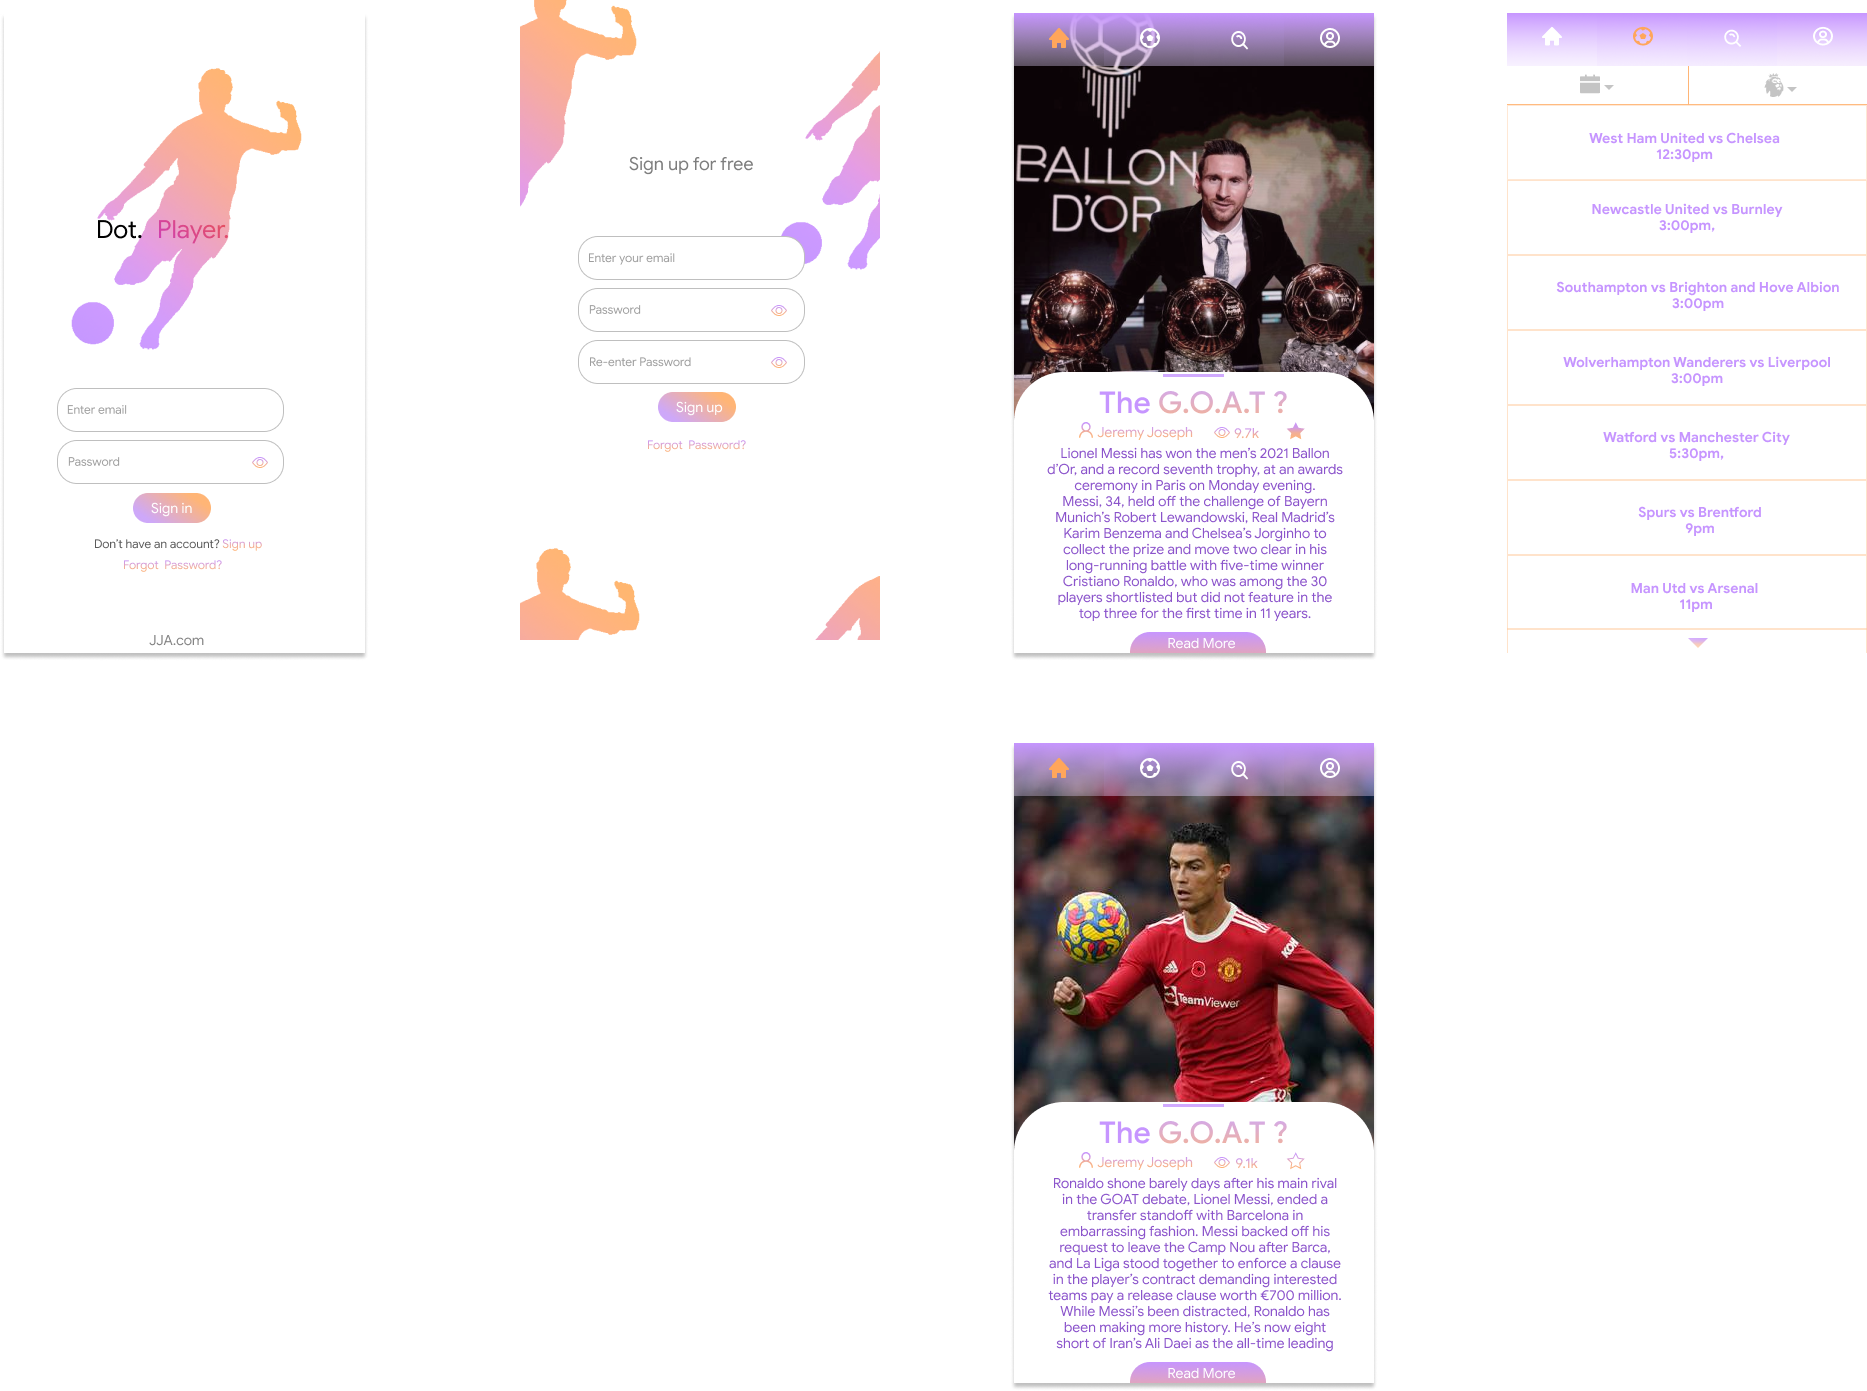 Dot. Player.
Enter email
Password
Sign in
Don't have an account? Sign up
Forgot Password?
JJA.com
Sign up for free
Enter your email
Password
Re-enter Password
Sign up
Forgot Password?
BALLON
D'OR
The G.O.A.T ?
Jeremy Joseph 9.7k
Lionel Messi has won the men's 2021 Ballon
d'Or, and a record seventh trophy, at an awards
ceremony in Paris on Monday evening.
Messi, 34, held off the challenge of Bayern
Munich's Robert Lewandowski, Real Madrid's
Karim Benzema and Chelsea's Jorginho to
collect the prize and move two clear in his
long-running battle with five-time winner
Cristiano Ronaldo, who was among the 30
players shortlisted but did not feature in the
top three for the first time in 11 years.
Read More
West Ham United vs Chelsea
12:30pm
Newcastle United vs Burnley
3:00pm,
Southampton vs Brighton and Hove Albion
3:00pm
Wolverhampton Wanderers vs Liverpool
3:00pm
Watford vs Manchester City
5:30pm,
Spurs vs Brentford
9pm
Man Utd vs Arsenal
11pm
KOHL
TeamViewer
The G.O.A.T ?
Jeremy Joseph 9.1k
Ronaldo shone barely days after his main rival
in the GOAT debate, Lionel Messi, ended a
transfer standoff with Barcelona in
embarrassing fashion. Messi backed off his
request to leave the Camp Nou after Barca,
and La Liga stood together to enforce a clause
in the player's contract demanding interested
teams pay a release clause worth €700 million.
While Messi's been distracted, Ronaldo has
been making more history. He's now eight
short of Iran's Ali Daei as the all-time leading
Read More